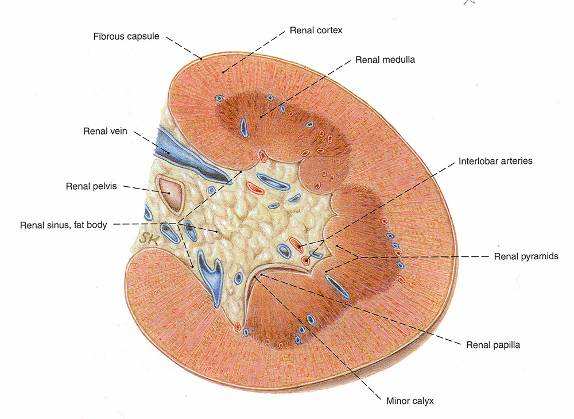 Fibrous capsule
Renal cortex
Renal medulla
Renal vein
Interlobar arteries
Renal pelvis
Renal sinus, fat body
Renal pyramids
Renal papilla
Minor calyx